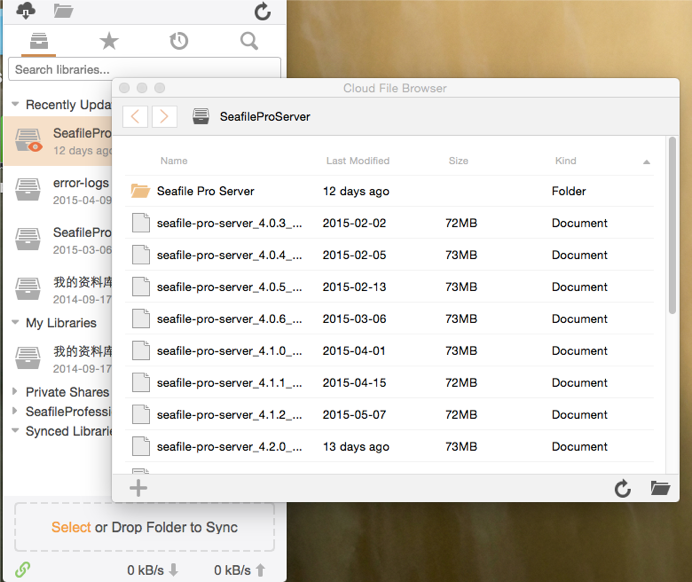 Search libraries...
Recently Upda
SeafilePro
12 days ago
error-logs
2015-04-09
SeafilePro
2015-03-06
我的资料库
2014-09-17
My Libraries
我的资料库
2014-09-17
Private Shares
SeafileProfessi
Synced Librarie
Select or Drop Folder to Sync
0 kB/s 0 kB/s
Cloud File Browser
SeafileProServer
Name Last Modified Size Kind
Seafile Pro Server 12 days ago Folder
seafile-pro-server_4.0.3_... 2015-02-02 72MB Document
seafile-pro-server_4.0.4_... 2015-02-05 73MB Document
seafile-pro-server_4.0.5_... 2015-02-13 73MB Document
seafile-pro-server_4.0.6_... 2015-03-06 73MB Document
seafile-pro-server_4.1.0_... 2015-04-01 73MB Document
seafile-pro-server_4.1.1_... 2015-04-15 72MB Document
seafile-pro-server_4.1.2_... 2015-05-07 72MB Document
seafile-pro-server_4.2.0_... 13 days ago 73MB Document